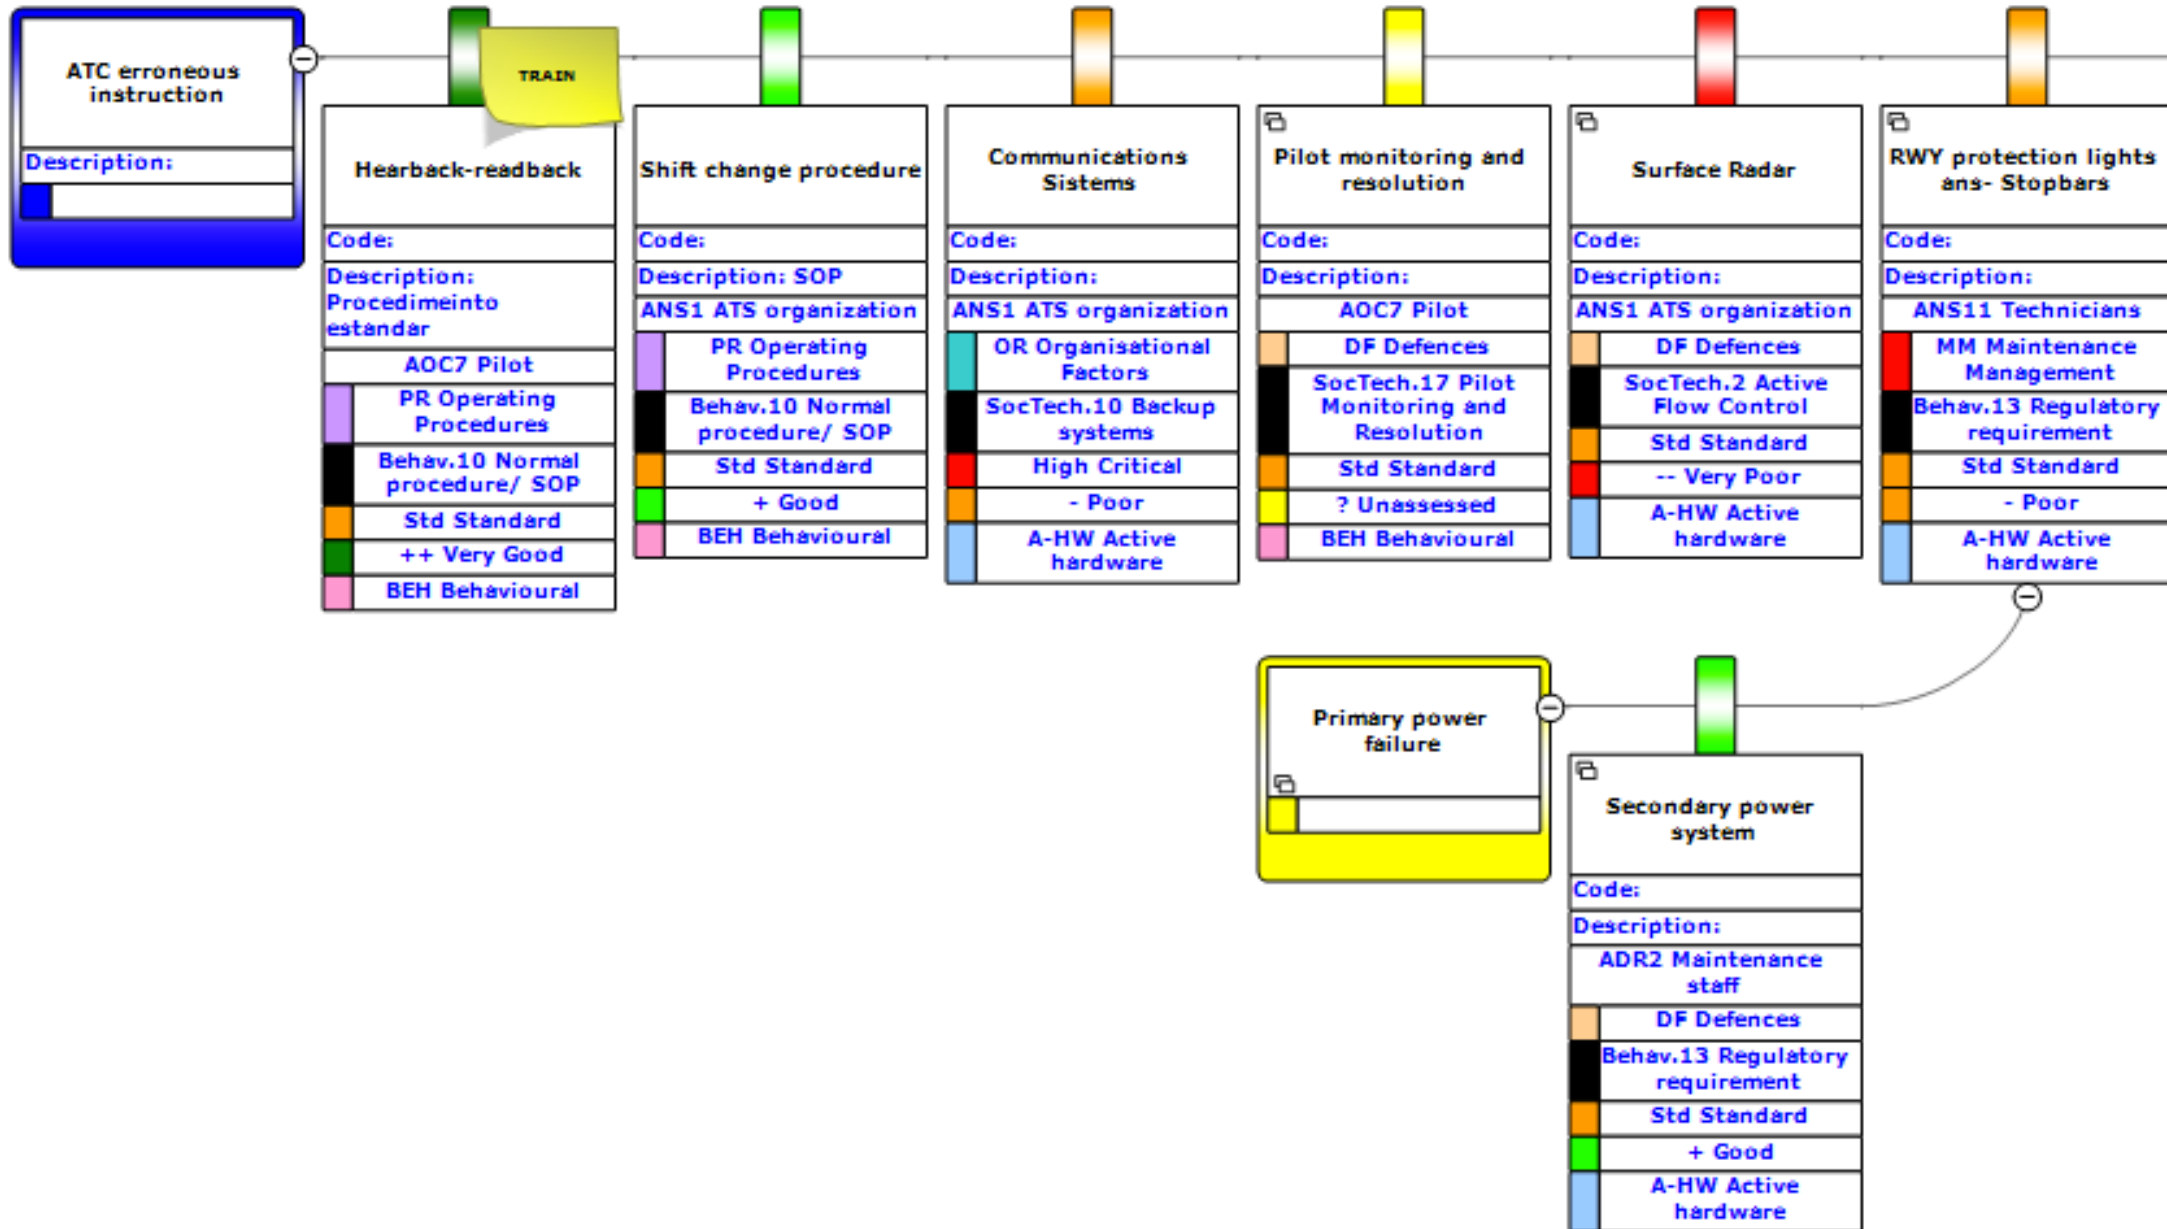 ATC erroneous
instruction
Description:
TRAIN
Hearback-readback
Code:
Description:
Procedimeinto
estandar
AOC7 Pilot
PR Operating
Procedures
Behav.10 Normal
procedure/ SOP
Std Standard
++ Very Good
BEH Behavioural
Shift change procedure
Code:
Description: SOP
ANS1 ATS organization
PR Operating
Procedures
Behav.10 Normal
procedure/ SOP
Std Standard
+ Good
BEH Behavioural
Communications
Sistems
Code:
Description:
ANS1 ATS organization
OR Organisational
Factors
SocTech.10 Backup
systems
High Critical
- Poor
A-HW Active
hardware
Pilot monitoring and
resolution
Code:
Description:
AOC7 Pilot
DF Defences
SocTech.17 Pilot
Monitoring and
Resolution
Std Standard
? Unassessed
BEH Behavioural
Surface Radar
Code:
Description:
ANS1 ATS organization
DF Defences
SocTech.2 Active
Flow Control
Std Standard
-- Very Poor
A-HW Active
hardware
RWY protection lights
ans- Stopbars
Code:
Description:
ANS11 Technicians
MM Maintenance
Management
Behav.13 Regulatory
requirement
Std Standard
- Poor
A-HW Active
hardware
Primary power
failure
Secondary power
system
Code:
Description:
ADR2 Maintenance
staff
DF Defences
Behav.13 Regulatory
requirement
Std Standard
+ Good
A-HW Active
hardware